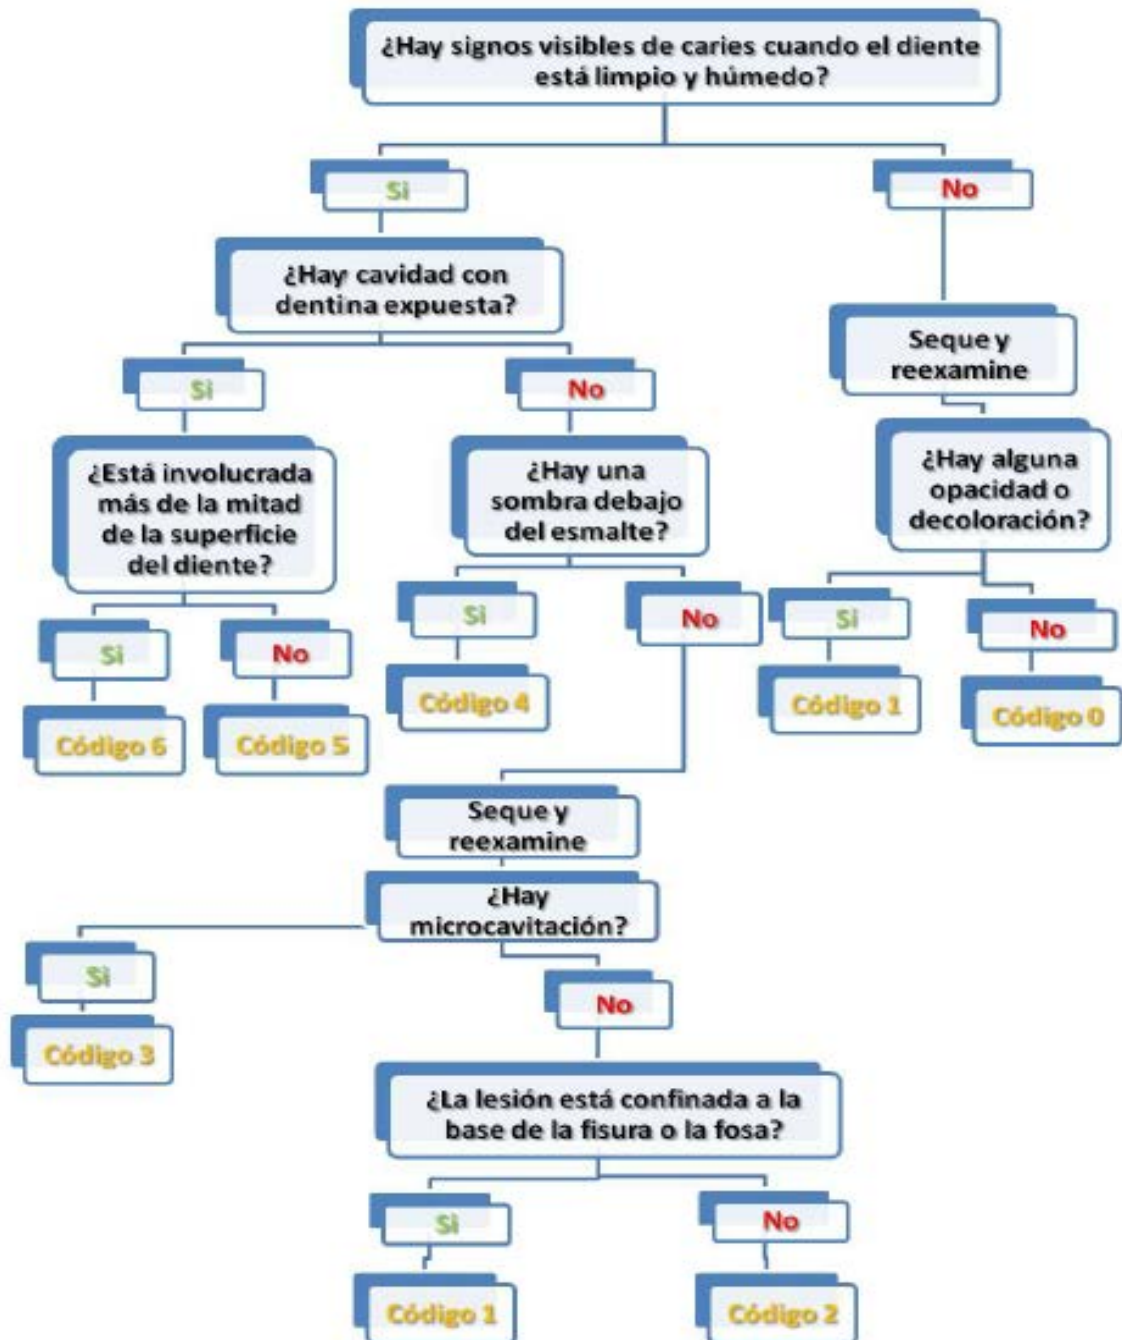 ¿Hay signos visibles de caries cuando el diente
está limpio y húmedo?
Si
No
¿Hay cavidad con
dentina expuesta?
Seque y
reexamine
Si
No
¿Está involucrada
más de la mitad
de la superficie
del diente?
¿Hay una
sombra debajo
del esmalte?
¿Hay alguna
opacidad o
decoloración?
Si
No
Si
No
Si
No
Código 6
Código 5
Código 4
Código 1
Código 0
Seque y
reexamine
¿Hay
microcavitación?
Si
No
Código 3
¿La lesión está confinada a la
base de la fisura o la fosa?
Si
No
Código 1
Código 2